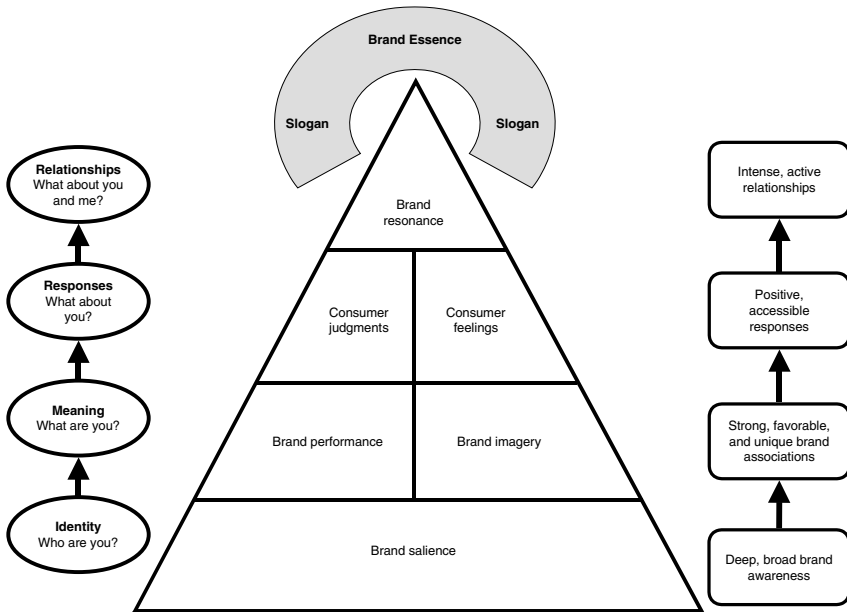 Brand Essence
Slogan
Slogan
Relationships
What about you
and me?
Responses
What about
you?
Meaning
What are you?
Identity
Who are you?
Brand
resonance
Consumer
judgments
Consumer
feelings
Brand performance
Brand imagery
Brand salience
Intense, active
relationships
Positive,
accessible
responses
Strong, favorable,
and unique brand
associations
Deep, broad brand
awareness